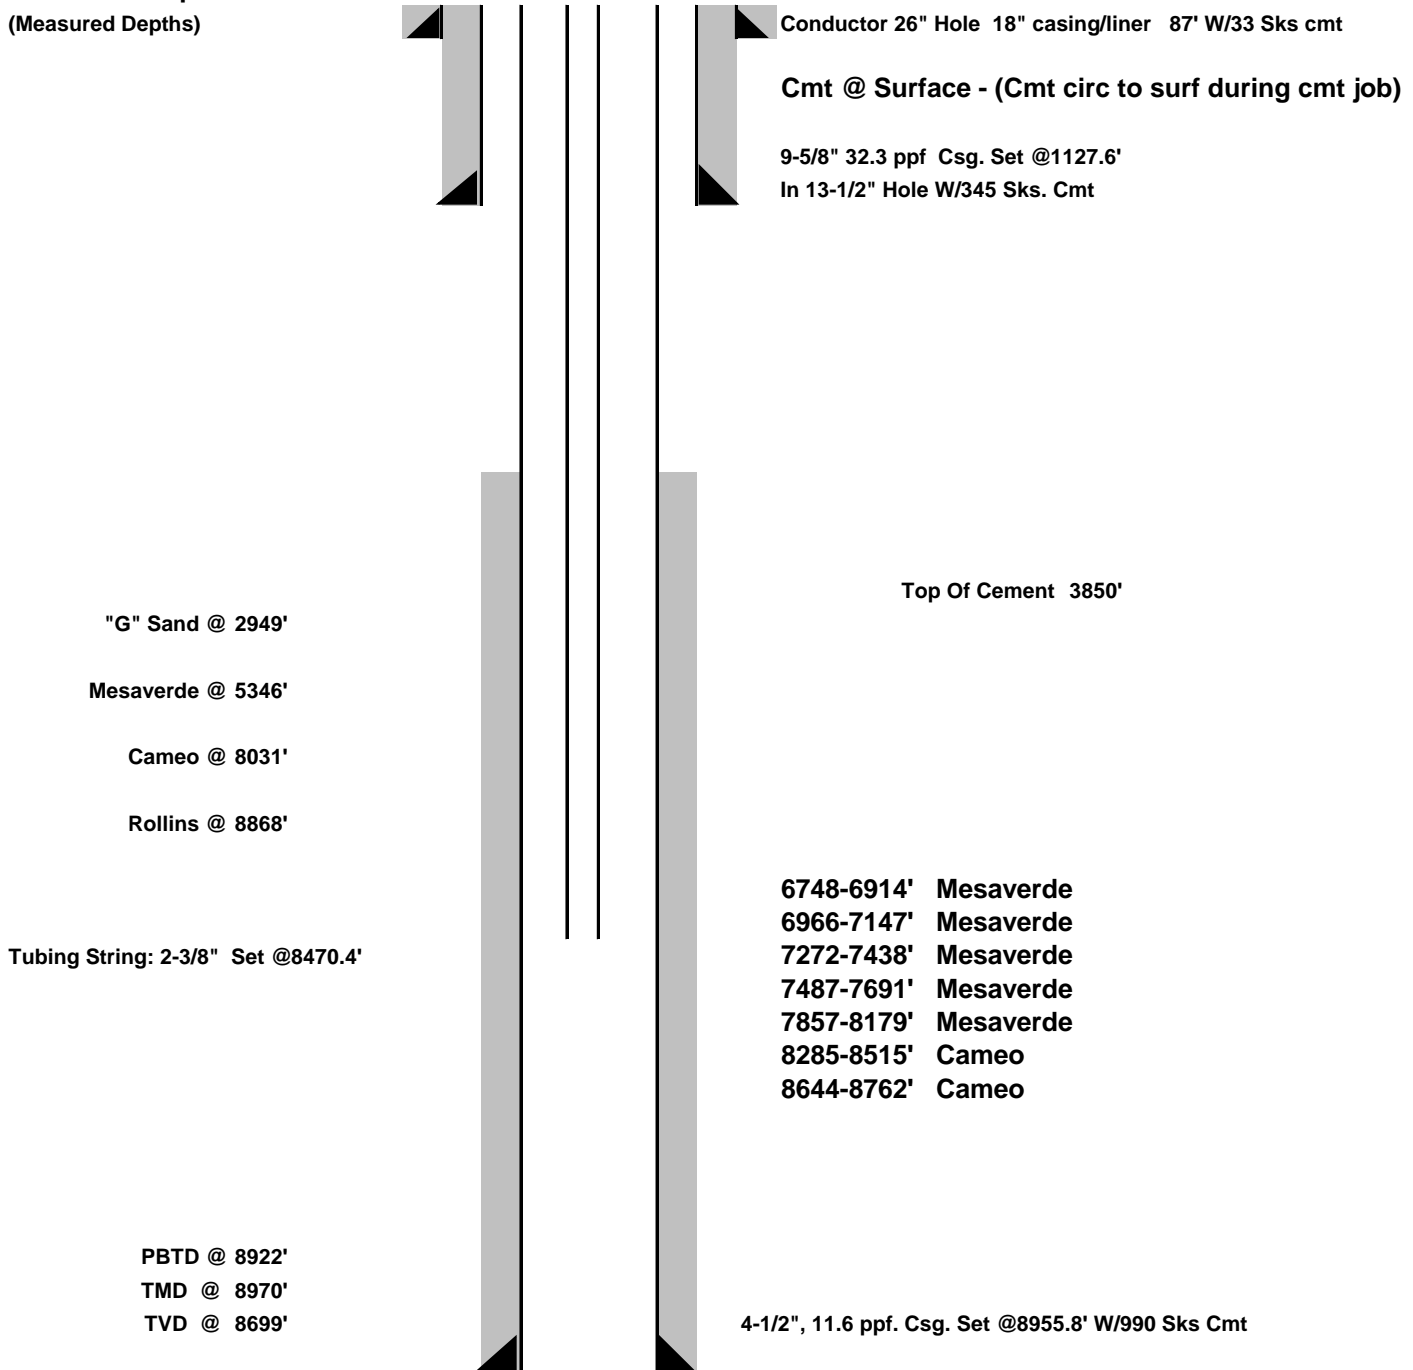 (Measured Depths)
Conductor 26" Hole 18" casing/liner 87' W/33 Sks cmt
Cmt @ Surface - (Cmt circ to surf during cmt job)
9-5/8" 32.3 ppf Csg. Set @1127.6'
In 13-1/2" Hole W/345 Sks. Cmt
Top Of Cement 3850'
"G" Sand @ 2949'
Mesaverde @ 5346'
Cameo @ 8031'
Rollins @ 8868'
6748-6914' Mesaverde
6966-7147' Mesaverde
7272-7438' Mesaverde
7487-7691' Mesaverde
7857-8179' Mesaverde
8285-8515' Cameo
8644-8762' Cameo
Tubing String: 2-3/8" Set @8470.4'
PBTD @ 8922'
TMD @ 8970'
TVD @ 8699'
4-1/2", 11.6 ppf. Csg. Set @8955.8' W/990 Sks Cmt